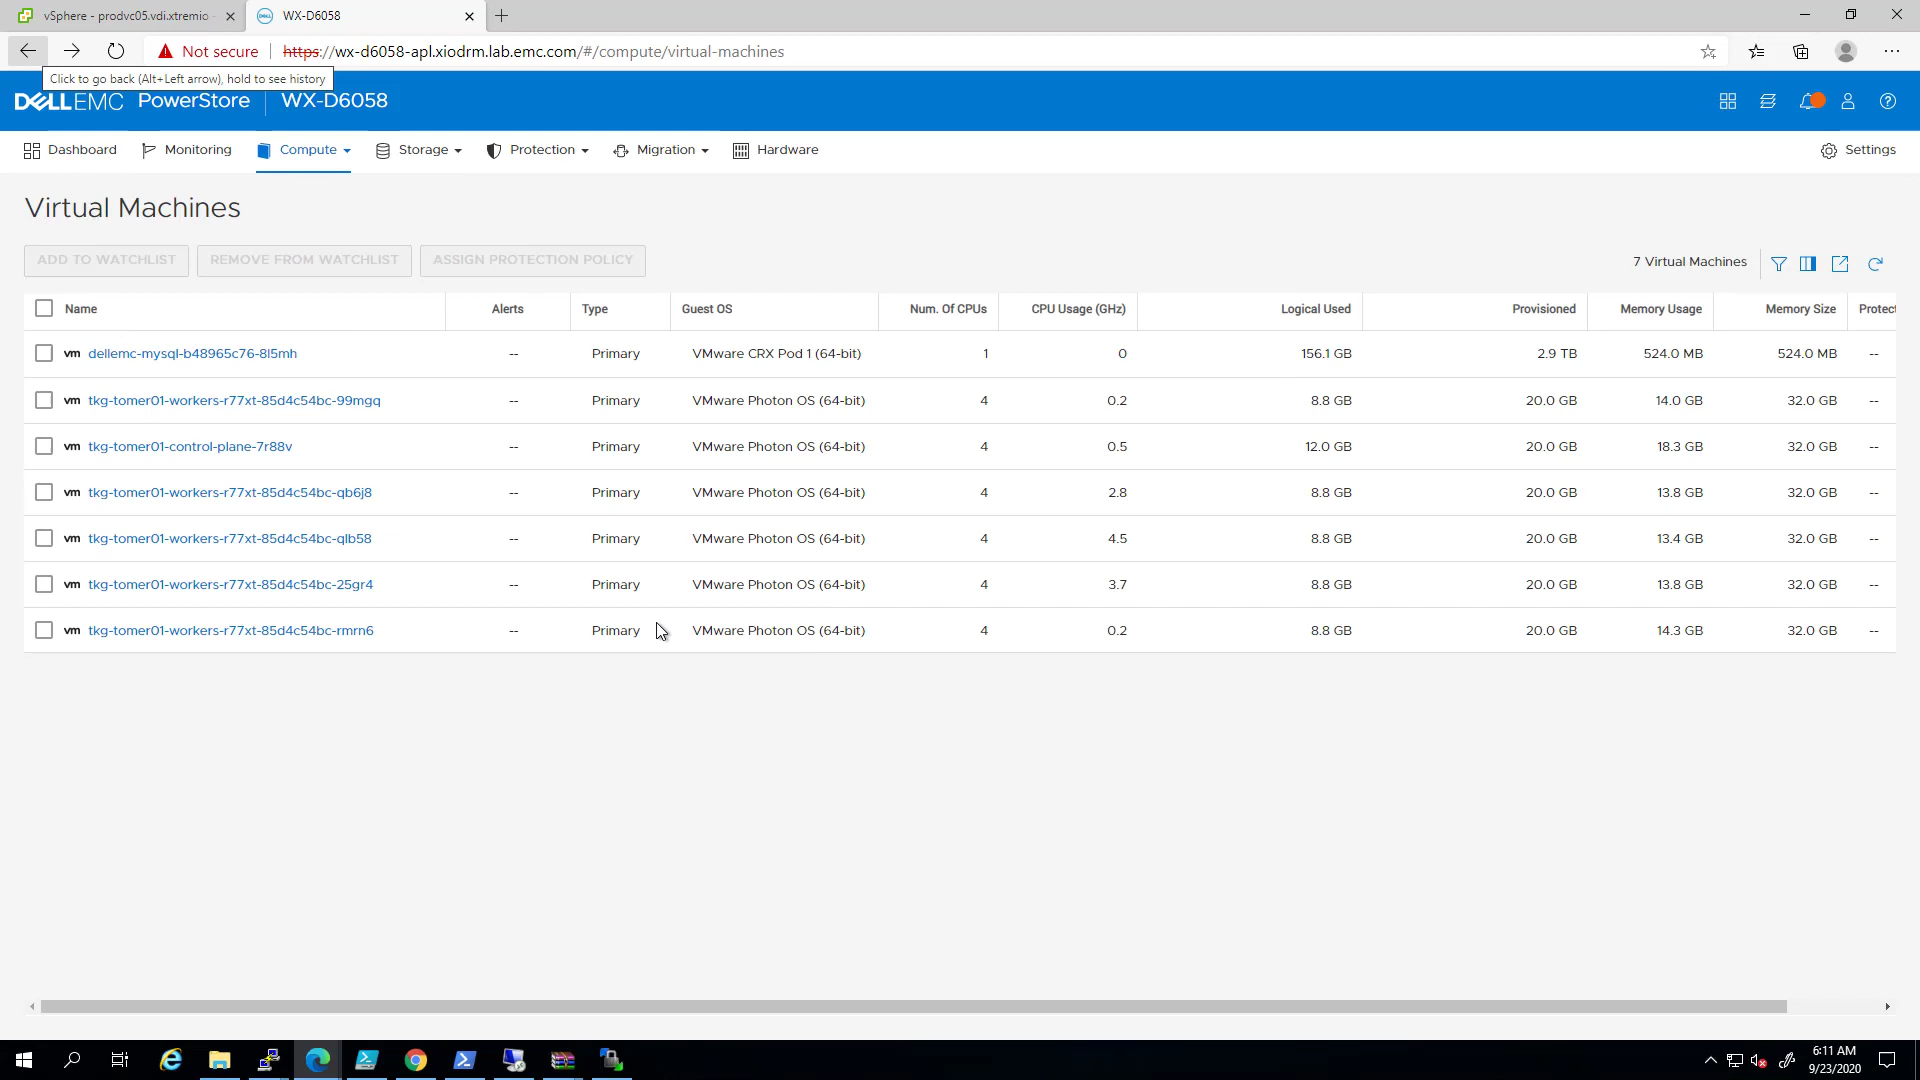 vSphere - prodvc05.vdi.xtremio
WX-D6058
Not secure
https://wx-d6058-apl.xiodrm.lab.emc.com/#/compute/virtual-machines
Click to go back (Alt+Left arrow), hold to see history
DELLEMC PowerStore WX-D6058
Dashboard Monitoring Compute Storage Protection Migration Hardware Settings
Virtual Machines
ADD TO WATCHLIST REMOVE FROM WATCHLIST ASSIGN PROTECTION POLICY 7 Virtual Machines
Name Alerts Type Guest OS Num. Of CPUs CPU Usage (GHz) Logical Used Provisioned Memory Usage Memory Size Protect
vm dellemc-mysql-b48965c76-8l5mh -- Primary VMware CRX Pod 1 (64-bit) 1 0 156.1 GB 2.9 TB 524.0 MB 524.0 MB --
vm tkg-tomer01-workers-r77xt-85d4c54bc-99mgq -- Primary VMware Photon OS (64-bit) 4 0.2 8.8 GB 20.0 GB 14.0 GB 32.0 GB --
vm tkg-tomer01-control-plane-7r88v -- Primary VMware Photon OS (64-bit) 4 0.5 12.0 GB 20.0 GB 18.3 GB 32.0 GB --
vm tkg-tomer01-workers-r77xt-85d4c54bc-qb6j8 -- Primary VMware Photon OS (64-bit) 4 2.8 8.8 GB 20.0 GB 13.8 GB 32.0 GB --
vm tkg-tomer01-workers-r77xt-85d4c54bc-qlb58 -- Primary VMware Photon OS (64-bit) 4 4.5 8.8 GB 20.0 GB 13.4 GB 32.0 GB --
vm tkg-tomer01-workers-r77xt-85d4c54bc-25gr4 -- Primary VMware Photon OS (64-bit) 4 3.7 8.8 GB 20.0 GB 13.8 GB 32.0 GB --
vm tkg-tomer01-workers-r77xt-85d4c54bc-rmrn6 -- Primary VMware Photon OS (64-bit) 4 0.2 8.8 GB 20.0 GB 14.3 GB 32.0 GB --
6:11 AM
9/23/2020